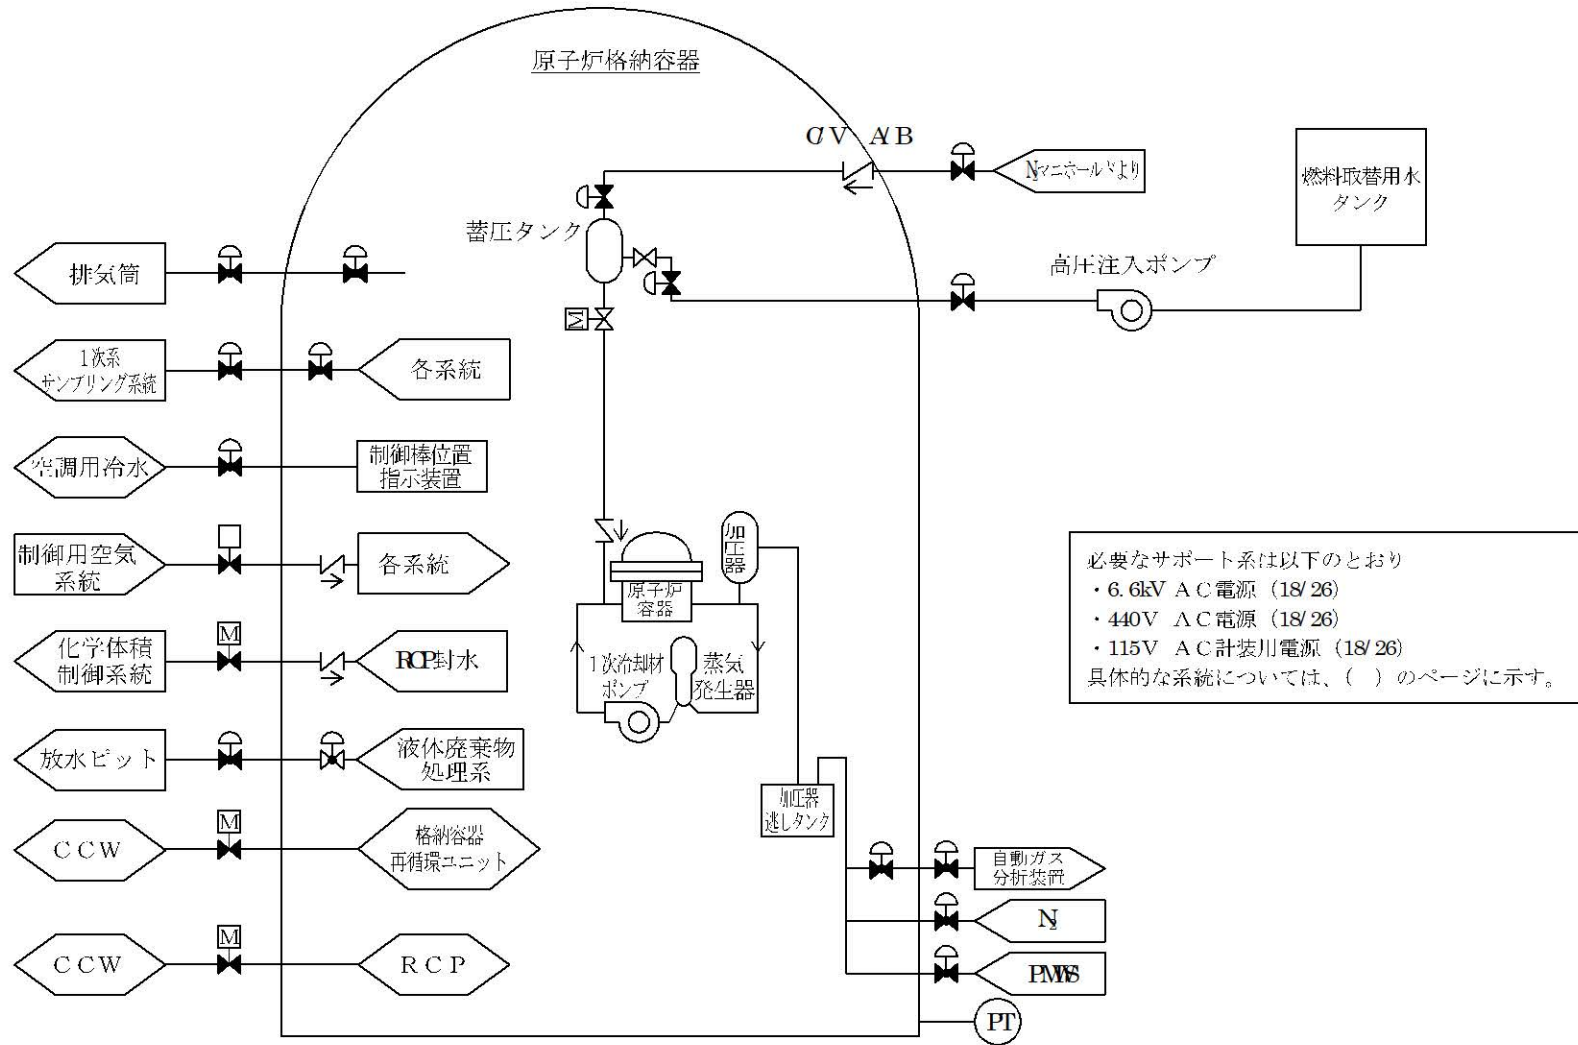 原子炉格納容器
C/V A/B
N₂マニホールドより
燃料取替用水
タンク
蓄圧タンク
高圧注入ポンプ
排気筒
M
1次系
サンプリング系統
各系統
空調用冷水
制御棒位置
指示装置
制御用空気
系統
各系統
加圧器
原子炉
容器
化学体積
制御系統
M
RCP封水
1次冷却材
ポンプ
蒸気
発生器
必要なサポート系は以下のとおり
・6.6kV AC電源(18/26)
・440V AC電源(18/26)
・115V AC計装用電源(18/26)
具体的な系統については、( )のページに示す。
放水ピット
液体廃棄物
処理系
加圧器
逃しタンク
CCW
M
格納容器
再循環ユニット
自動ガス
分析装置
N₂
CCW
M
RCP
PMWS
PT